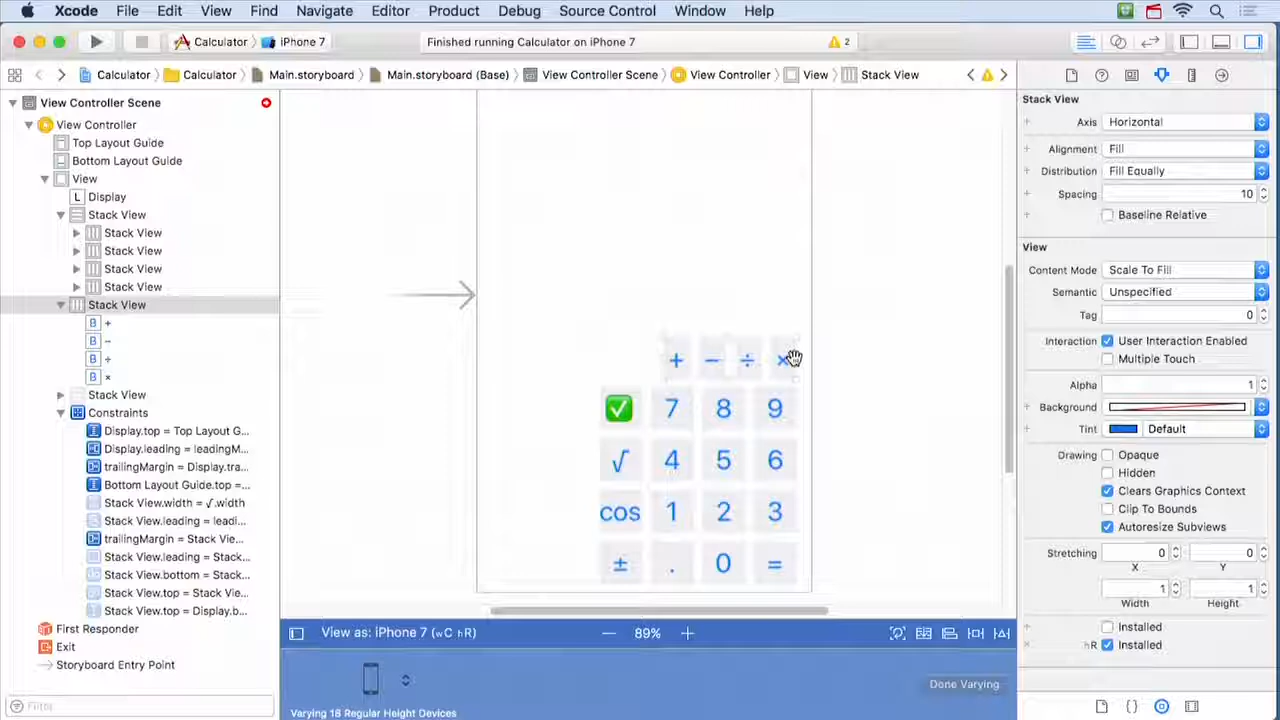 Xcode File Edit View Find Navigate Editor Product Debug Source Control Window Help
Calculator iPhone 7 Finished running Calculator on iPhone 7 2
Calculator Calculator Main.storyboard Main.storyboard (Base) View Controller Scene View Controller View Stack View
View Controller Scene
View Controller
Top Layout Guide
Bottom Layout Guide
View
L Display
Stack View
Stack View
Stack View
Stack View
Stack View
Stack View
B +
B −
B ÷
B ×
Stack View
Constraints
Display.top = Top Layout G...
Display.leading = leadingM...
trailingMargin = Display.tra...
Bottom Layout Guide.top =...
Stack View.width = √.width
Stack View.leading = leadi...
trailingMargin = Stack Vie...
Stack View.leading = Stack...
Stack View.bottom = Stack...
Stack View.top = Stack Vie...
Stack View.top = Display.b...
First Responder
Exit
Storyboard Entry Point
Filter
+ − ÷ ×
✅ 7 8 9
√ 4 5 6
cos 1 2 3
± . 0 =
View as: iPhone 7 (wC hR) — 89% +
Done Varying
Varying 18 Regular Height Devices
Stack View
Axis Horizontal
Alignment Fill
Distribution Fill Equally
Spacing 10
Baseline Relative
View
Content Mode Scale To Fill
Semantic Unspecified
Tag 0
Interaction User Interaction Enabled
Multiple Touch
Alpha 1
Background
Tint Default
Drawing Opaque
Hidden
Clears Graphics Context
Clip To Bounds
Autoresize Subviews
Stretching 0 0
X Y
1 1
Width Height
Installed
hR Installed